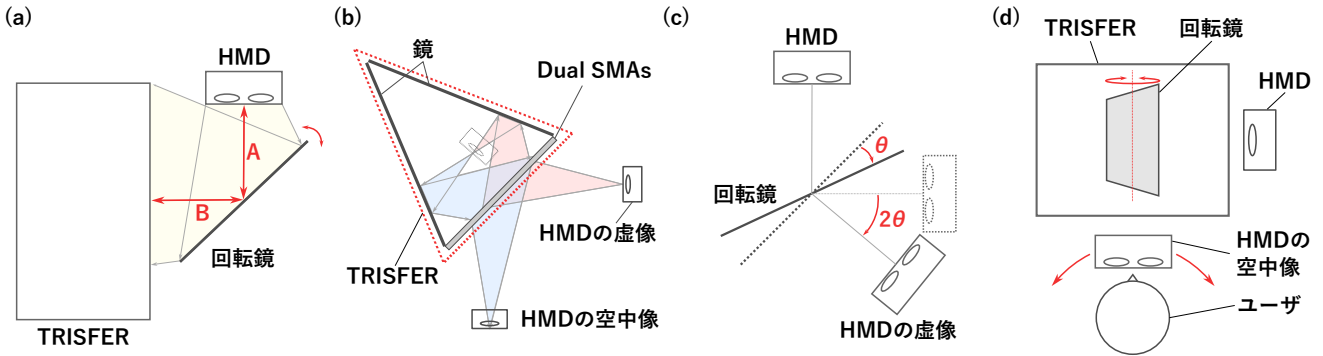 (a)
HMD
A
B
回転鏡
TRISFER
(b)
鏡
Dual SMAs
HMDの虚像
TRISFER
HMDの空中像
(c)
HMD
θ
回転鏡
2θ
HMDの虚像
(d)
TRISFER
回転鏡
HMD
HMDの
空中像
ユーザ